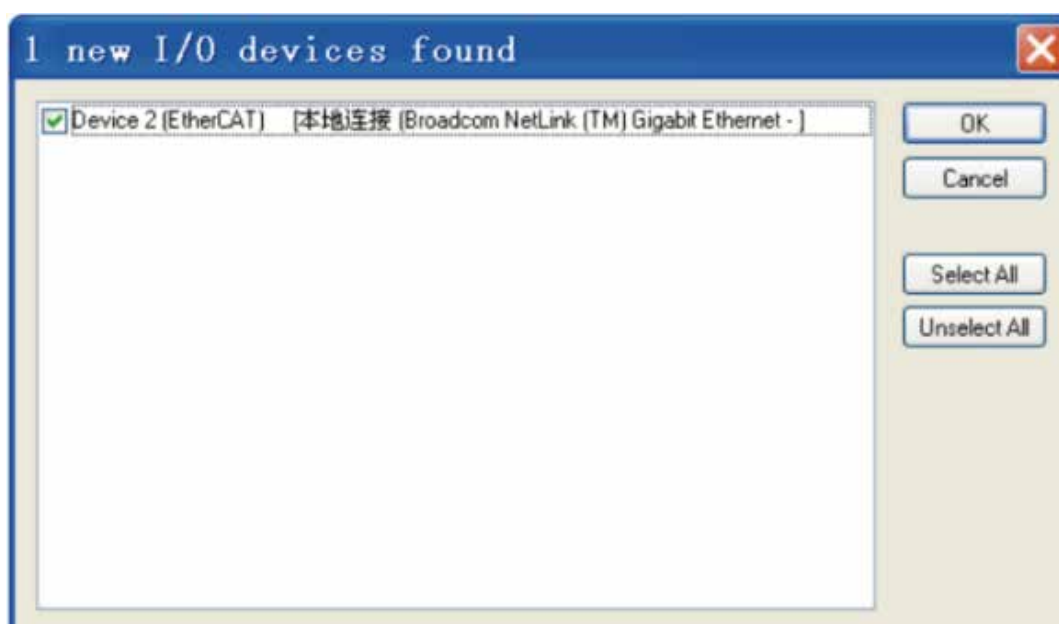 1 new I/O devices found
Device 2 (EtherCAT) [本地连接 (Broadcom NetLink (TM) Gigabit Ethernet - ]
OK
Cancel
Select All
Unselect All